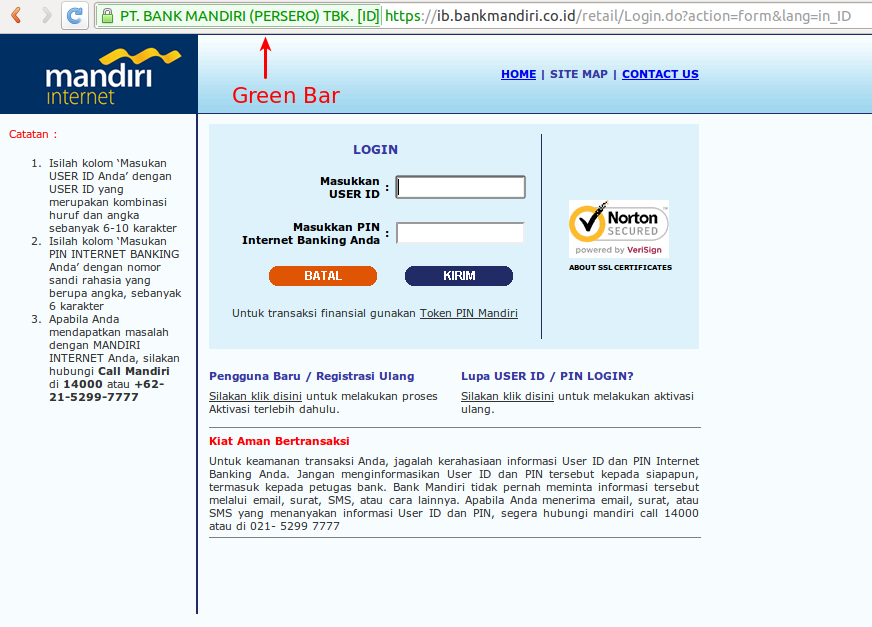 PT. BANK MANDIRI (PERSERO) TBK. [ID] https://ib.bankmandiri.co.id/retail/Login.do?action=form&lang=in_ID
mandiri
internet
Green Bar
HOME | SITE MAP | CONTACT US
Catatan :
1. Isilah kolom ‘Masukan
USER ID Anda’ dengan
USER ID yang
merupakan kombinasi
huruf dan angka
sebanyak 6-10 karakter
2. Isilah kolom ‘Masukan
PIN INTERNET BANKING
Anda’ dengan nomor
sandi rahasia yang
berupa angka, sebanyak
6 karakter
3. Apabila Anda
mendapatkan masalah
dengan MANDIRI
INTERNET Anda, silakan
hubungi Call Mandiri
di 14000 atau +62-
21-5299-7777
LOGIN
Masukkan
USER ID :
Masukkan PIN
Internet Banking Anda :
BATAL KIRIM
Untuk transaksi finansial gunakan Token PIN Mandiri
Norton
SECURED
powered by VeriSign
ABOUT SSL CERTIFICATES
Pengguna Baru / Registrasi Ulang
Silakan klik disini untuk melakukan proses
Aktivasi terlebih dahulu.
Lupa USER ID / PIN LOGIN?
Silakan klik disini untuk melakukan aktivasi
ulang.
Kiat Aman Bertransaksi
Untuk keamanan transaksi Anda, jagalah kerahasiaan informasi User ID dan PIN Internet
Banking Anda. Jangan menginformasikan User ID dan PIN tersebut kepada siapapun,
termasuk kepada petugas bank. Bank Mandiri tidak pernah meminta informasi tersebut
melalui email, surat, SMS, atau cara lainnya. Apabila Anda menerima email, surat, atau
SMS yang menanyakan informasi User ID dan PIN, segera hubungi mandiri call 14000
atau di 021- 5299 7777